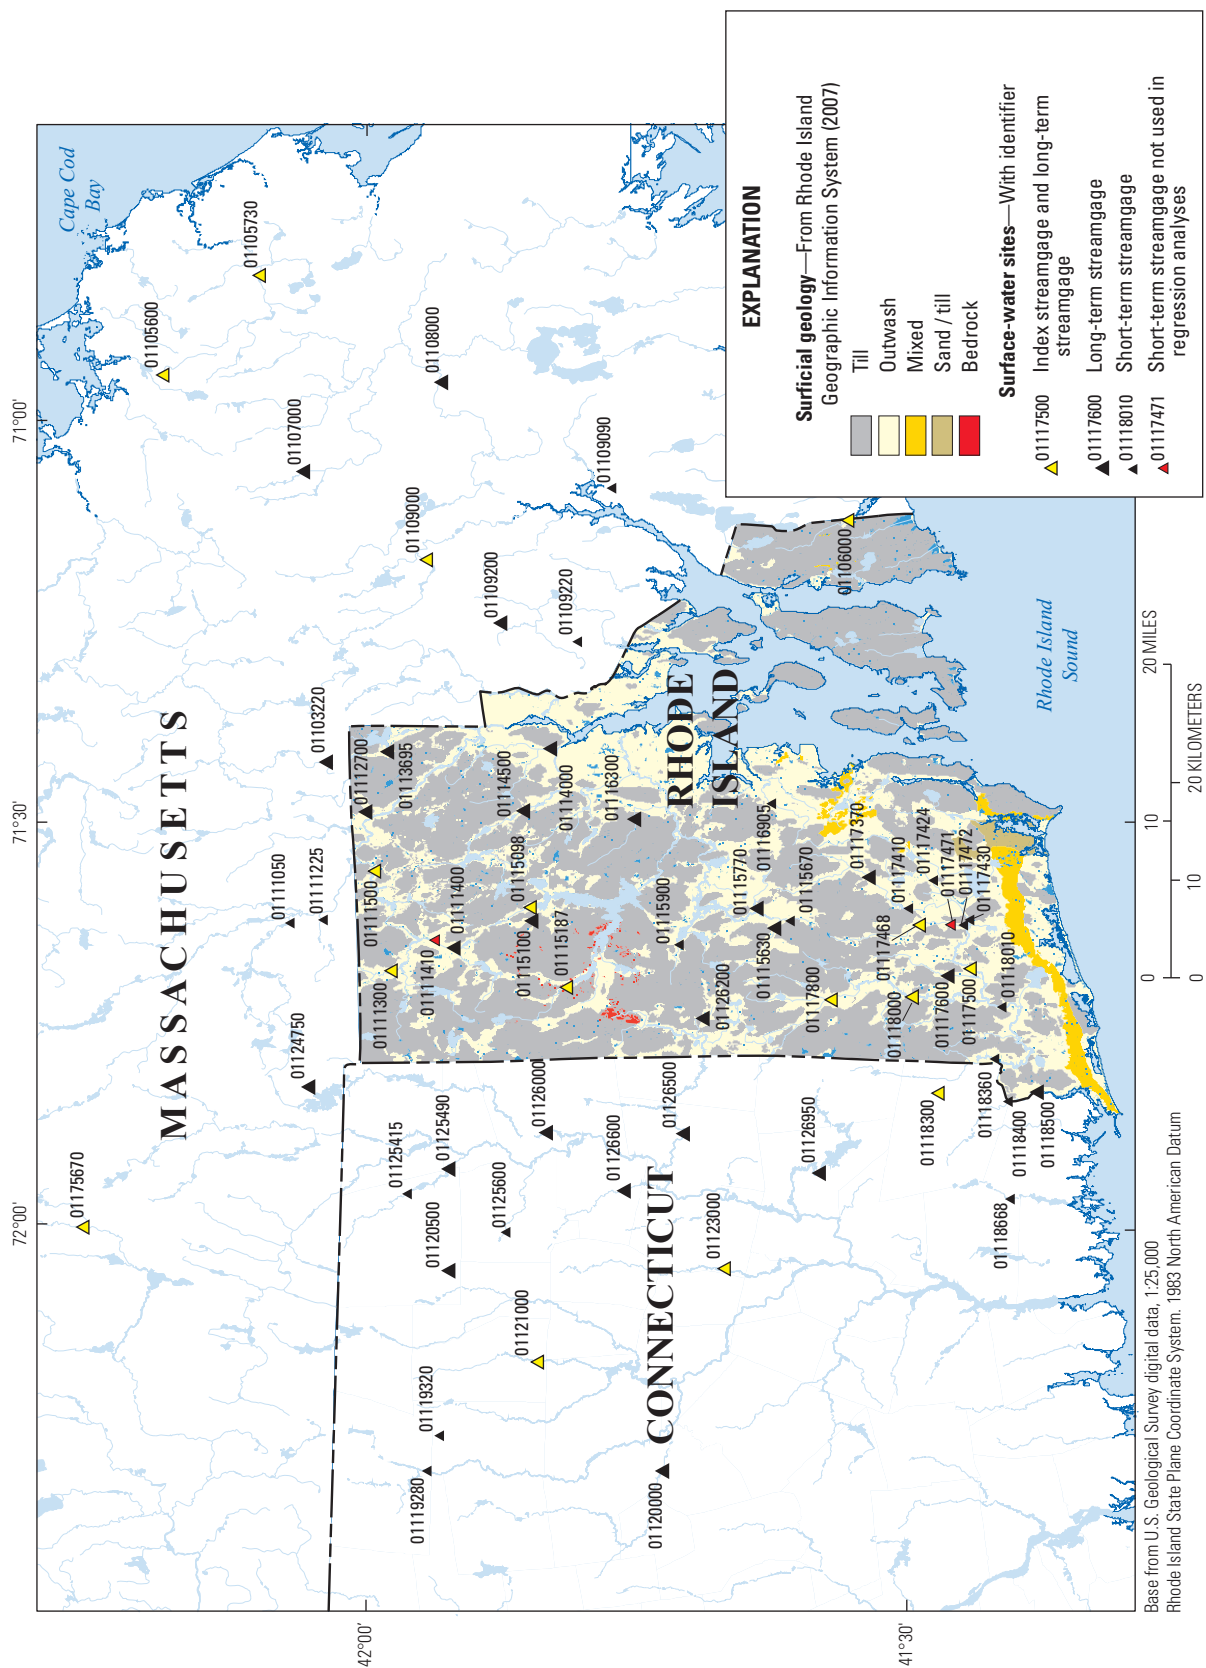 72°00'
71°30'
71°00'
42°00'
41°30'
MASSACHUSETTS
CONNECTICUT
RHODE
ISLAND
Cape Cod
Bay
Rhode Island
Sound
01175670
01124750
01111050
01111225
01103220
01107000
01105600
01105730
01108000
01109000
01109090
01109200
01109220
01106000
01119280
01119320
01120500
01125415
01125490
01125600
01121000
01126000
01126600
01126500
01120000
01123000
01126950
01118300
01118360
01118400
01118500
01118668
01111300
01111500
01112700
01113695
01111410
01111400
01114500
01114000
01115098
01115100
01115187
01116300
01115900
01126200
01115630
01115770
01116905
01115670
01117800
01117370
01117410
01117424
01117468
01117471
01117472
01117430
01118000
01117600
01117500
01118010
EXPLANATION
Surficial geology—From Rhode Island
Geographic Information System (2007)
Till
Outwash
Mixed
Sand / till
Bedrock
Surface-water sites—With identifier
01117500 Index streamgage and long-term
streamgage
01117600 Long-term streamgage
01118010 Short-term streamgage
01117471 Short-term streamgage not used in
regression analyses
0 10 20 MILES
0 10 20 KILOMETERS
Base from U.S. Geological Survey digital data, 1:25,000
Rhode Island State Plane Coordinate System. 1983 North American Datum